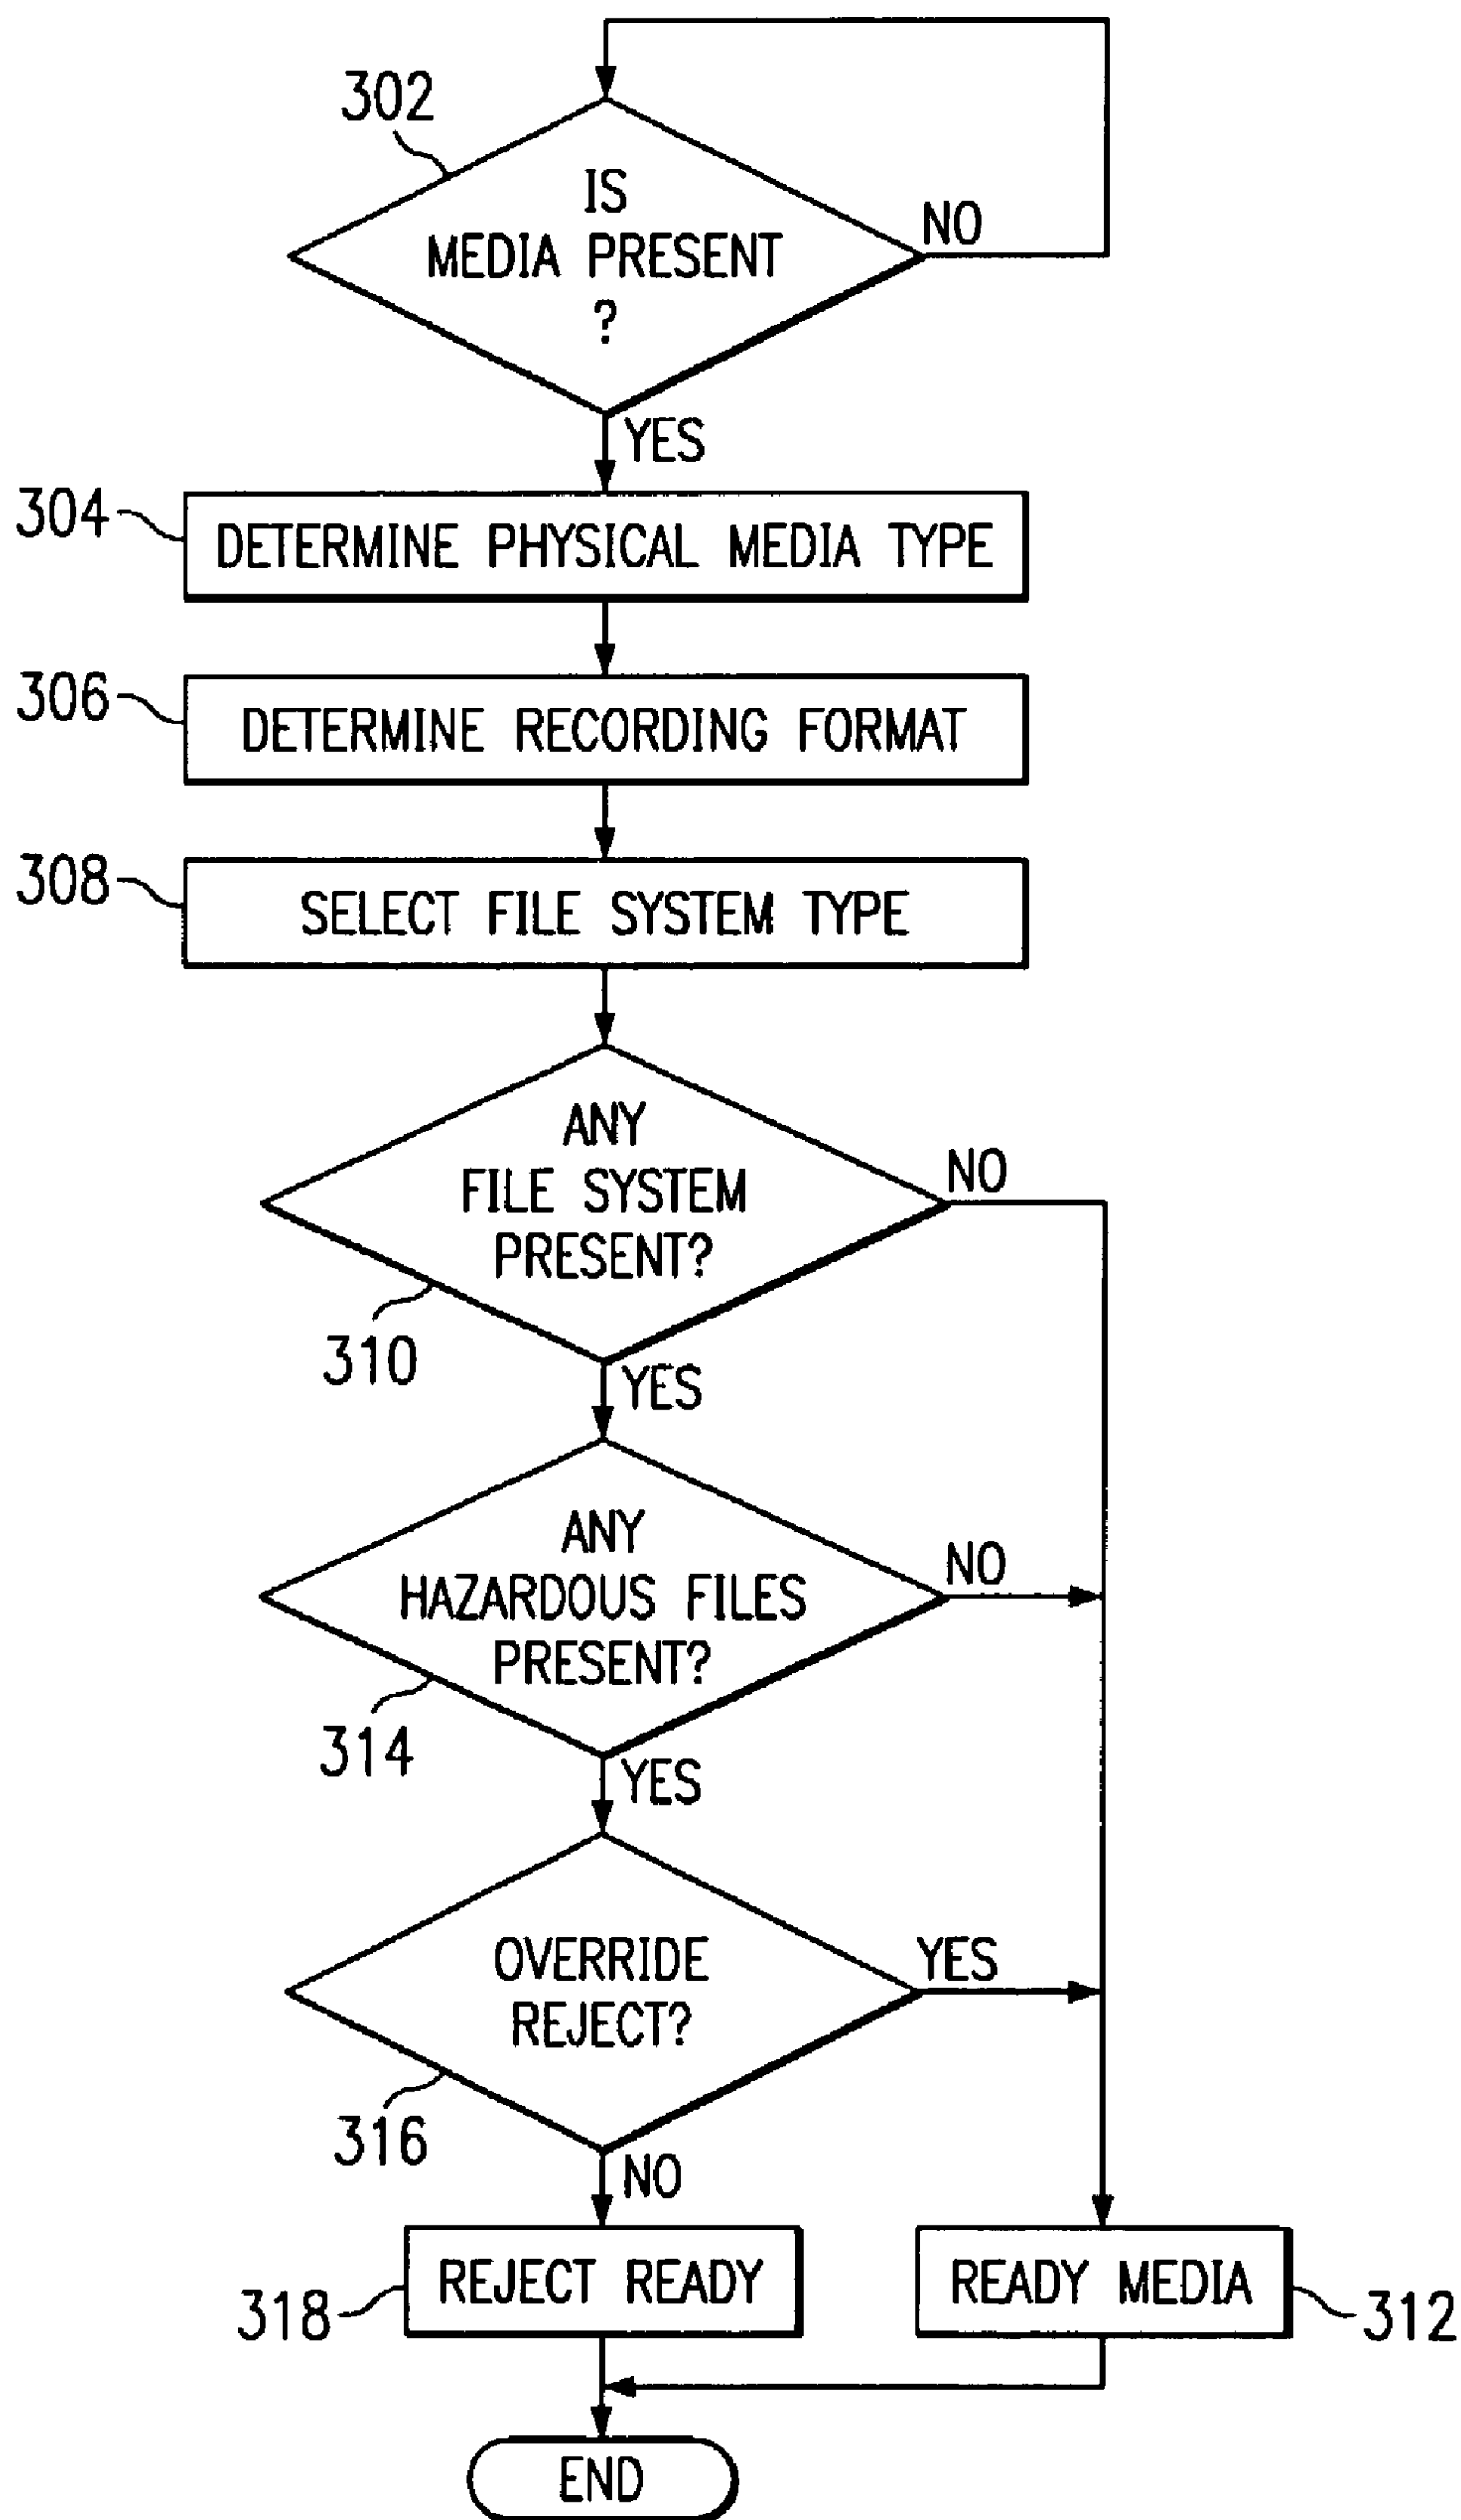 302
IS
MEDIA PRESENT
?
NO
YES
304
DETERMINE PHYSICAL MEDIA TYPE
306
DETERMINE RECORDING FORMAT
308
SELECT FILE SYSTEM TYPE
ANY
FILE SYSTEM
PRESENT?
NO
310
YES
ANY
HAZARDOUS FILES
PRESENT?
NO
314
YES
OVERRIDE
REJECT?
YES
316
NO
REJECT READY
318
READY MEDIA
312
END